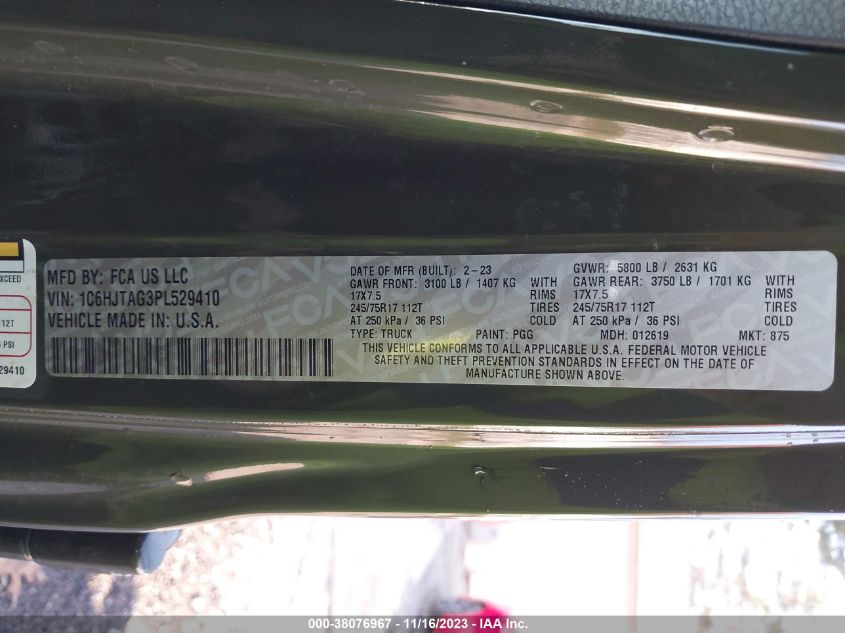 XCEED
112T
PSI
29410
MFD BY: FCA US LLC
VIN: 1C6HJTAG3PL529410
VEHICLE MADE IN: U.S.A.
DATE OF MFR (BUILT): 2-23 GVWR: 5800 LB / 2631 KG
GAWR FRONT: 3100 LB / 1407 KG WITH GAWR REAR: 3750 LB / 1701 KG WITH
17X7.5 RIMS 17X7.5 RIMS
245/75R17 112T TIRES 245/75R17 112T TIRES
AT 250 kPa / 36 PSI COLD AT 250 kPa / 36 PSI COLD
TYPE: TRUCK PAINT: PGG MDH: 012619 MKT: 875
THIS VEHICLE CONFORMS TO ALL APPLICABLE U.S.A. FEDERAL MOTOR VEHICLE
SAFETY AND THEFT PREVENTION STANDARDS IN EFFECT ON THE DATE OF
MANUFACTURE SHOWN ABOVE.
000-38076967 - 11/16/2023 - IAAI Inc.